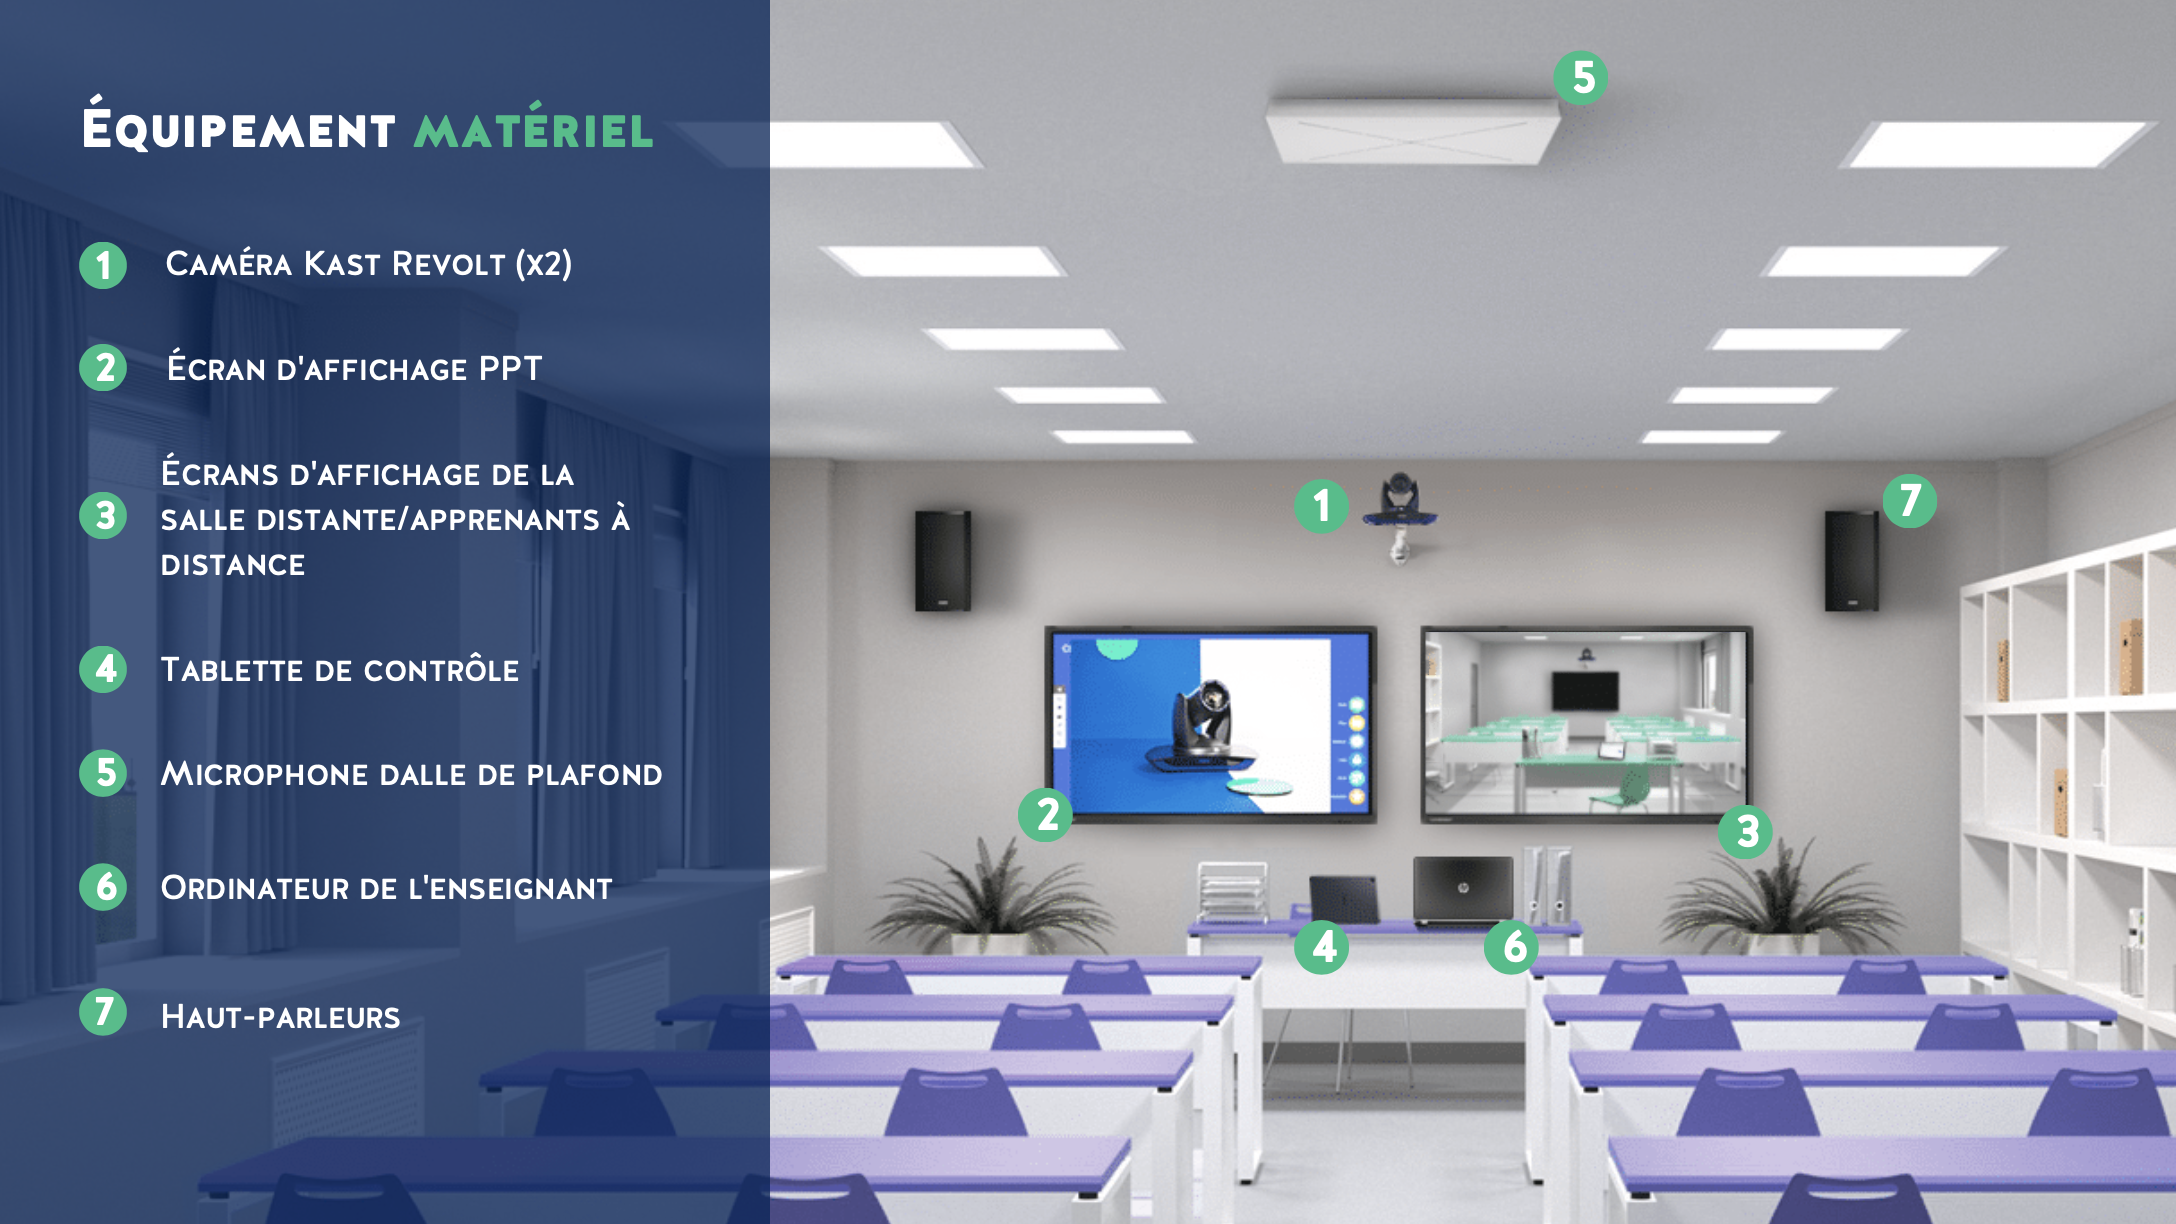 Équipement matériel
1 Caméra Kast Revolt (x2)
2 Écran d'affichage PPT
Écrans d'affichage de la
3 salle distante/apprenants à
distance
4 Tablette de contrôle
5 Microphone dalle de plafond
6 Ordinateur de l'enseignant
7 Haut-parleurs
5
1
7
2
3
4
6